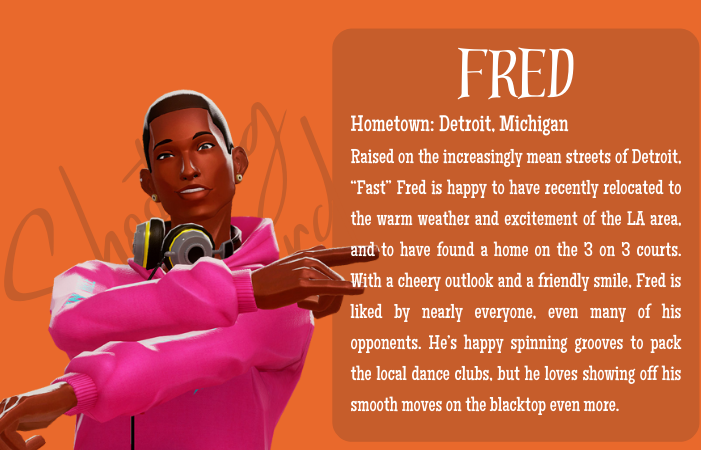 FRED
Hometown: Detroit, Michigan
Raised on the increasingly mean streets of Detroit,
“Fast” Fred is happy to have recently relocated to
the warm weather and excitement of the LA area,
and to have found a home on the 3 on 3 courts.
With a cheery outlook and a friendly smile, Fred is
liked by nearly everyone, even many of his
opponents. He’s happy spinning grooves to pack
the local dance clubs, but he loves showing off his
smooth moves on the blacktop even more.